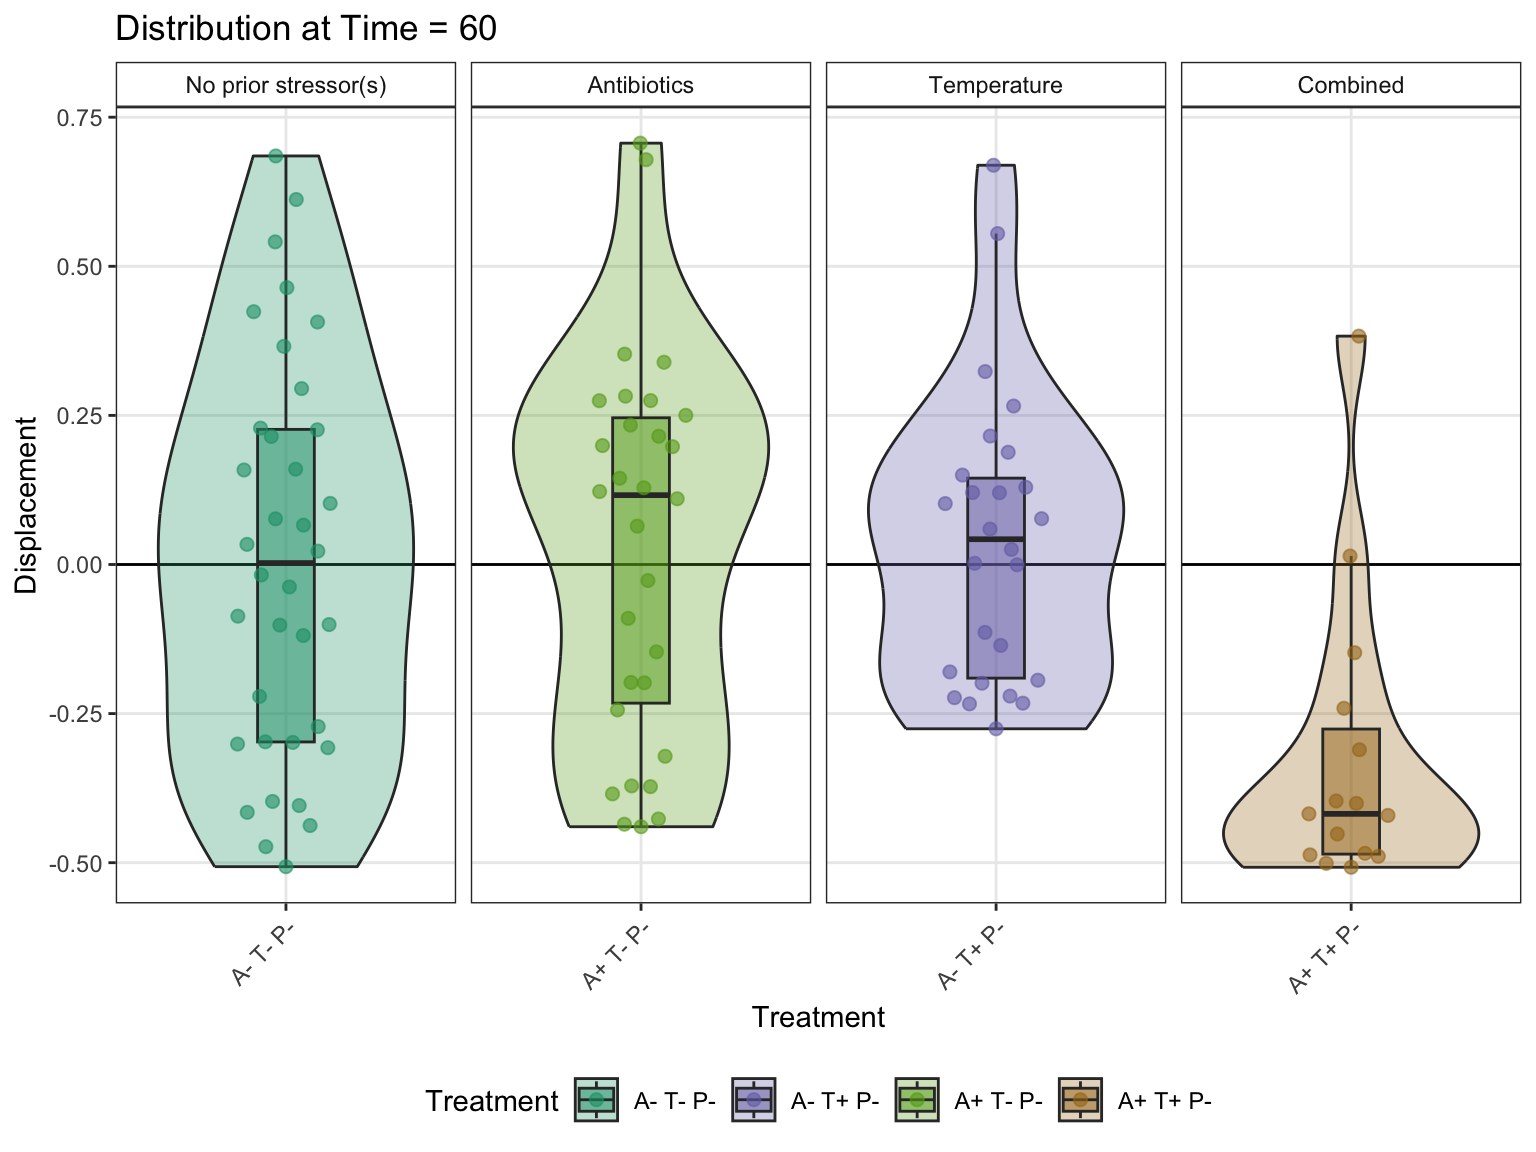 Distribution at Time = 60
No prior stressor(s)
Antibiotics
Temperature
Combined
Displacement
0.75
0.50
0.25
0.00
-0.25
-0.50
A- T- P-
A+ T- P-
A- T+ P-
A+ T+ P-
Treatment
Treatment
A- T- P-
A- T+ P-
A+ T- P-
A+ T+ P-